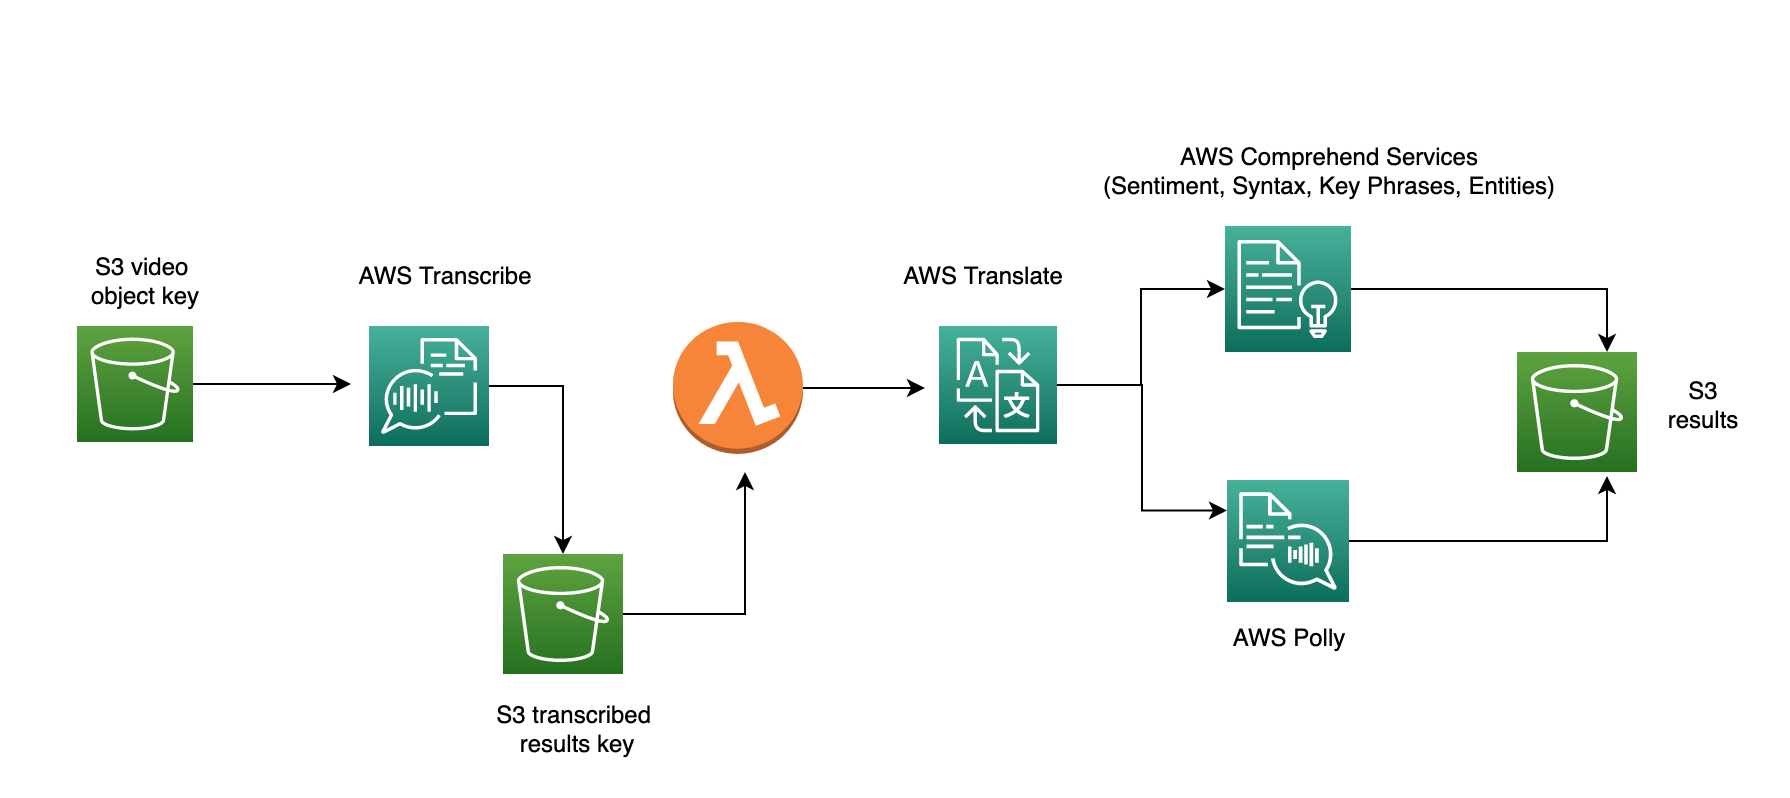 S3 video
object key
AWS Transcribe
S3 transcribed
results key
AWS Translate
A
文
AWS Comprehend Services
(Sentiment, Syntax, Key Phrases, Entities)
AWS Polly
S3
results